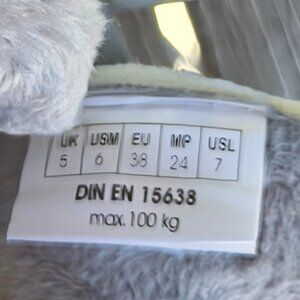 UK USM EU MP USL
5 6 38 24 7
DIN EN 15638
max. 100 kg